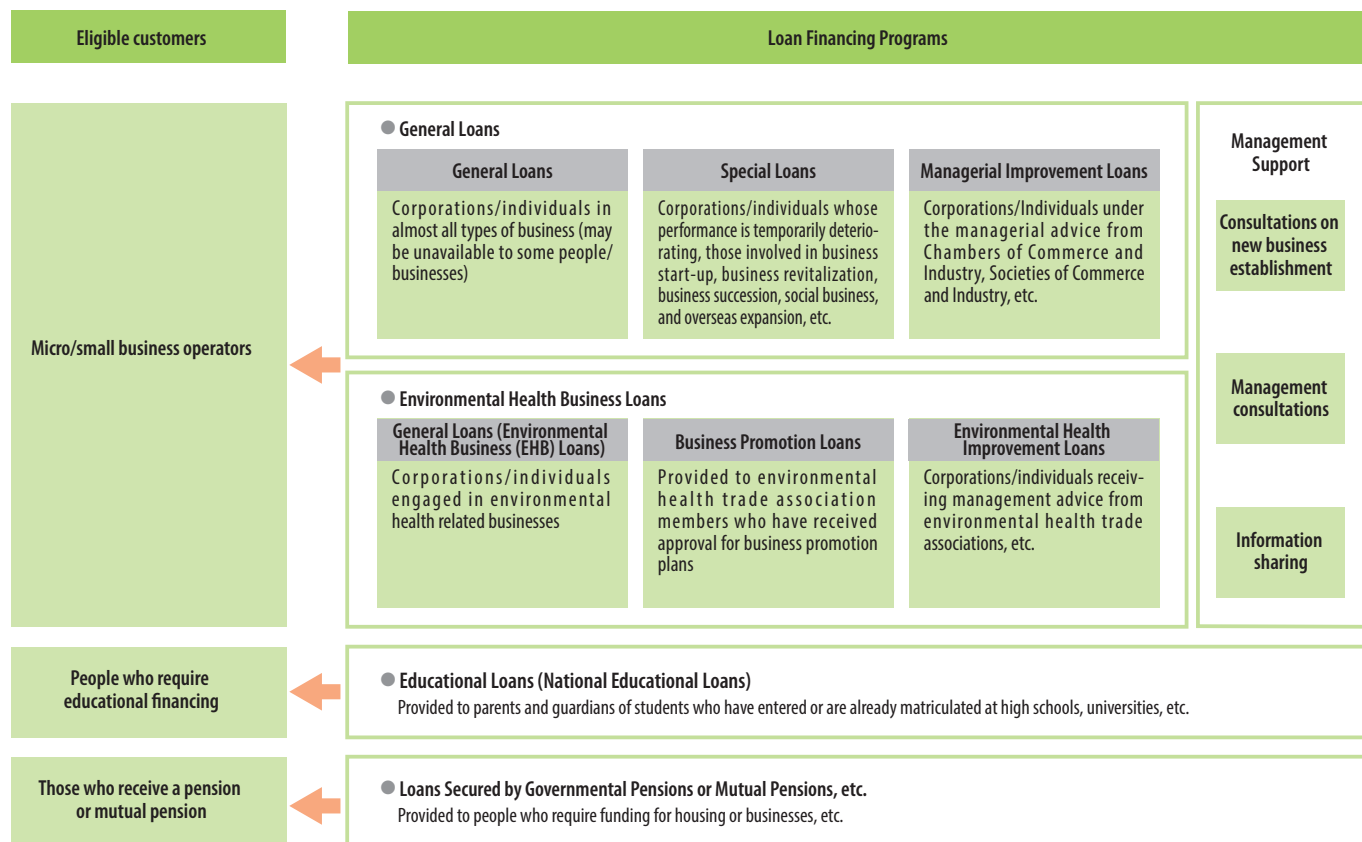 Eligible customers
Loan Financing Programs
Micro/small business operators
● General Loans
General Loans
Corporations/individuals in
almost all types of business (may
be unavailable to some people/
businesses)
Special Loans
Corporations/individuals whose
performance is temporarily deterio-
rating, those involved in business
start-up, business revitalization,
business succession, social business,
and overseas expansion, etc.
Managerial Improvement Loans
Corporations/Individuals under
the managerial advice from
Chambers of Commerce and
Industry, Societies of Commerce
and Industry, etc.
● Environmental Health Business Loans
General Loans (Environmental
Health Business (EHB) Loans)
Corporations/individuals
engaged in environmental
health related businesses
Business Promotion Loans
Provided to environmental
health trade association
members who have received
approval for business promotion
plans
Environmental Health
Improvement Loans
Corporations/individuals receiv-
ing management advice from
environmental health trade
associations, etc.
Management
Support
Consultations on
new business
establishment
Management
consultations
Information
sharing
People who require
educational financing
● Educational Loans (National Educational Loans)
Provided to parents and guardians of students who have entered or are already matriculated at high schools, universities, etc.
Those who receive a pension
or mutual pension
● Loans Secured by Governmental Pensions or Mutual Pensions, etc.
Provided to people who require funding for housing or businesses, etc.